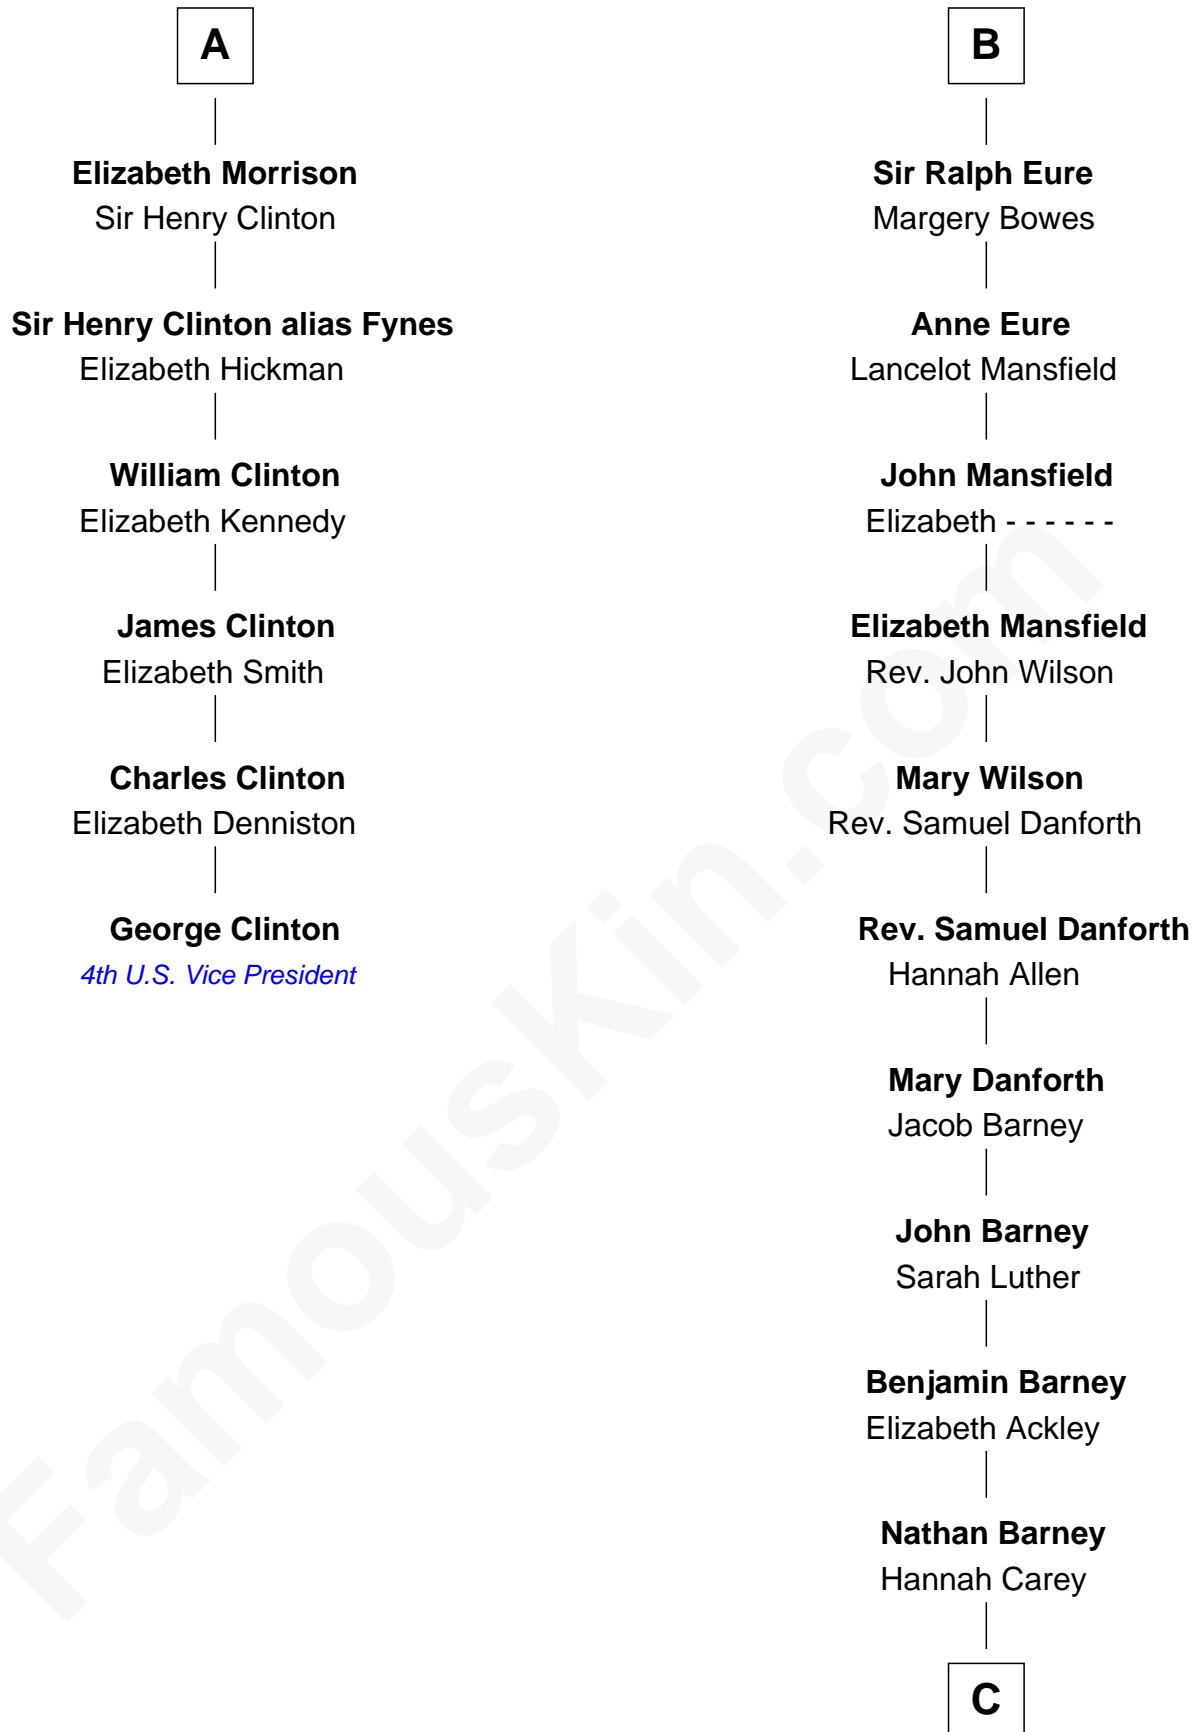 A
Elizabeth Morrison
Sir Henry Clinton
Sir Henry Clinton alias Fynes
Elizabeth Hickman
William Clinton
Elizabeth Kennedy
James Clinton
Elizabeth Smith
Charles Clinton
Elizabeth Denniston
George Clinton
4th U.S. Vice President
B
Sir Ralph Eure
Margery Bowes
Anne Eure
Lancelot Mansfield
John Mansfield
Elizabeth - - - - - -
Elizabeth Mansfield
Rev. John Wilson
Mary Wilson
Rev. Samuel Danforth
Rev. Samuel Danforth
Hannah Allen
Mary Danforth
Jacob Barney
John Barney
Sarah Luther
Benjamin Barney
Elizabeth Ackley
Nathan Barney
Hannah Carey
C
FamousKin.com